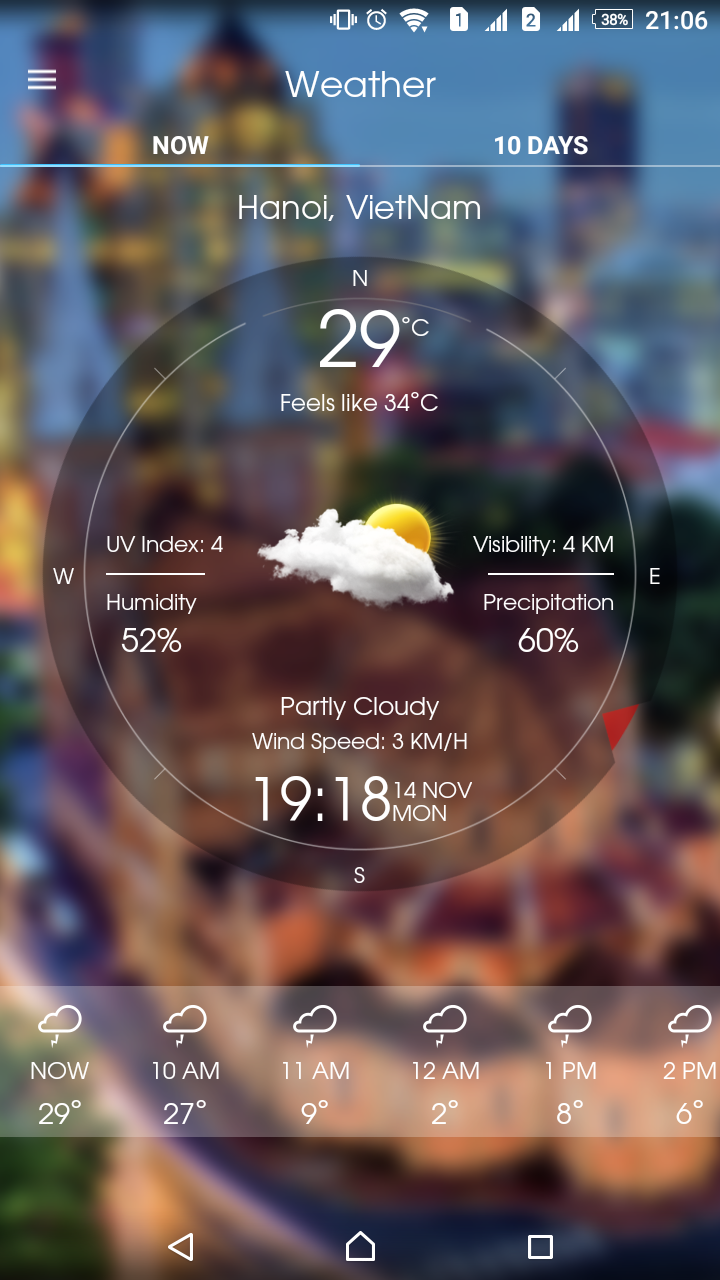 1 2 38% 21:06
Weather
NOW 10 DAYS
Hanoi, VietNam
N
29°C
Feels like 34°C
UV Index: 4 Visibility: 4 KM
W E
Humidity Precipitation
52% 60%
Partly Cloudy
Wind Speed: 3 KM/H
19:18 14 NOV
MON
S
NOW 10 AM 11 AM 12 AM 1 PM 2 PM
29° 27° 9° 2° 8° 6°